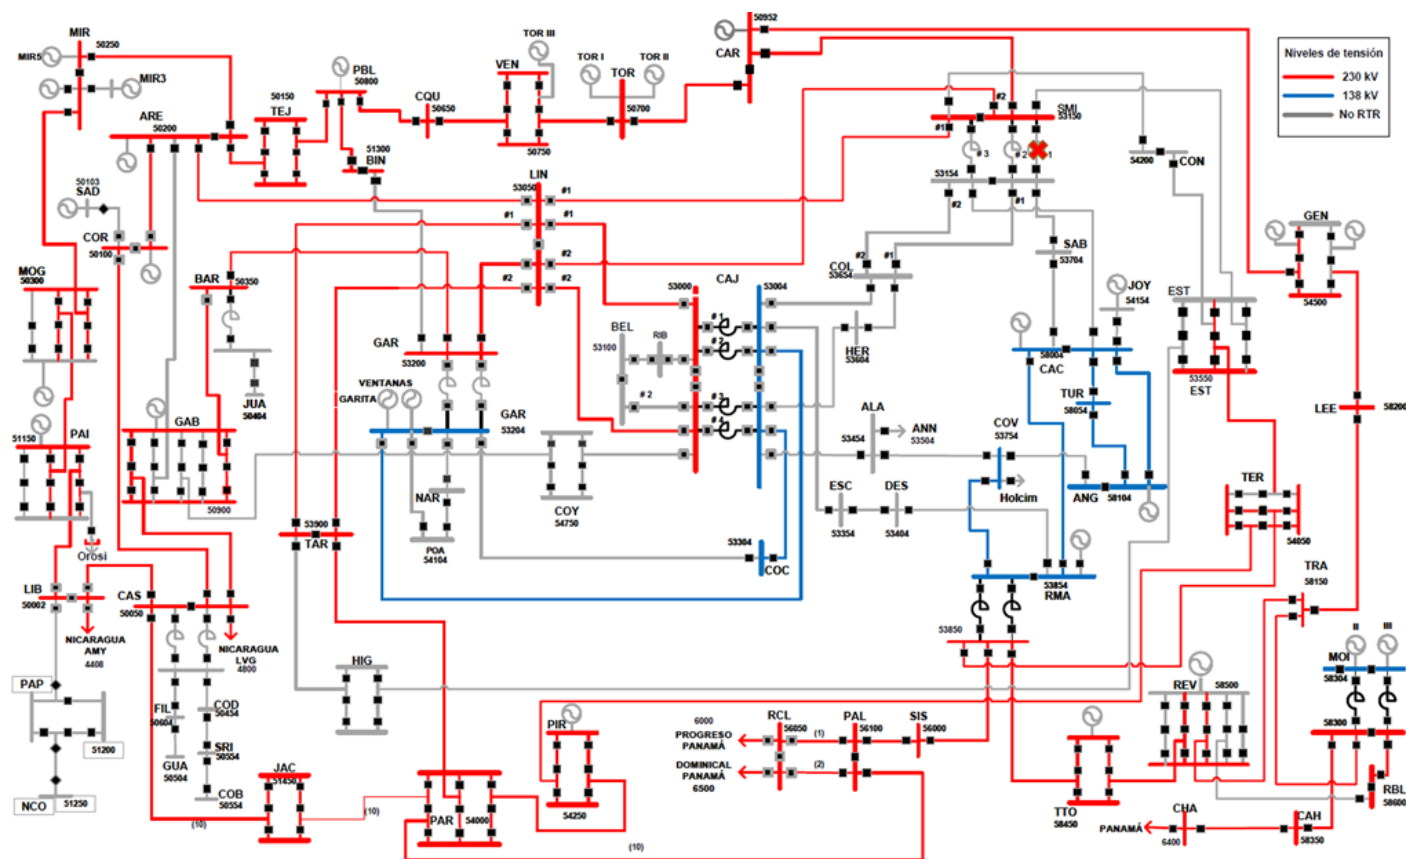 MIR
50250
MIR5
MIR3
ARE
50200
50150
TEJ
PBL
50800
51300
BIN
CQU
50650
TOR III
VEN
50750
TOR I
TOR II
TOR
50700
50952
CAR
#2
SMI
53150
#1
# 3
# 2
1
53154
#2
#1
CON
54200
Niveles de tensión
230 kV
138 kV
No RTR
50103
SAD
COR
50100
MOG
50300
BAR
50350
JUA
50404
LIN
53050
#1
#1
#1
#2
#2
#2
GAR
53200
VENTANAS
GARITA
GAR
53204
CAJ
53000
53004
# 1
# 2
# 3
# 4
BEL
53100
RIB
# 2
#2
#1
COL
53654
HER
53604
SAB
53704
JOY
54154
58004
CAC
TUR
58054
ANG
58104
GEN
54500
EST
53550
EST
LEE
58200
51150
PAI
GAB
50900
Orosi
NAR
POA
54104
COY
54750
ALA
53454
ANN
53504
COV
53754
Holcim
ESC
53354
DES
53404
53304
COC
53900
TAR
53854
RMA
53850
TER
54050
TRA
58150
LIB
50002
NICARAGUA
AMY
4408
CAS
50050
NICARAGUA
LVG
4800
HIG
PAP
51200
NCO
51250
FIL
50604
GUA
50504
COD
50454
SRI
50554
COB
50554
(10)
JAC
51450
(10)
PAR
54000
PIR
54250
(10)
6000
PROGRESO
PANAMÁ
DOMINICAL
PANAMÁ
6500
RCL
56050
(1)
(2)
PAL
56100
SIS
56000
TTO
58450
REV
58500
II
III
MOI
58304
58300
RBL
58600
CHA
6400
PANAMÁ
CAH
58350